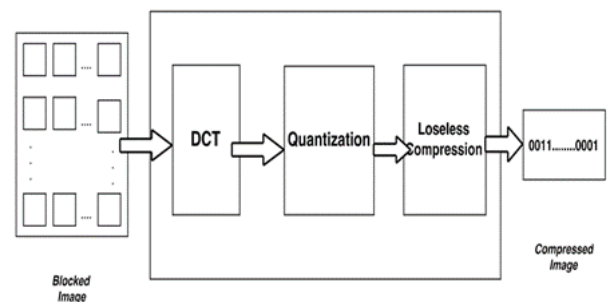 ....
....
DCT
Quantization
Loseless
Compression
0011........0001
....
Blocked
Image
Compressed
Image